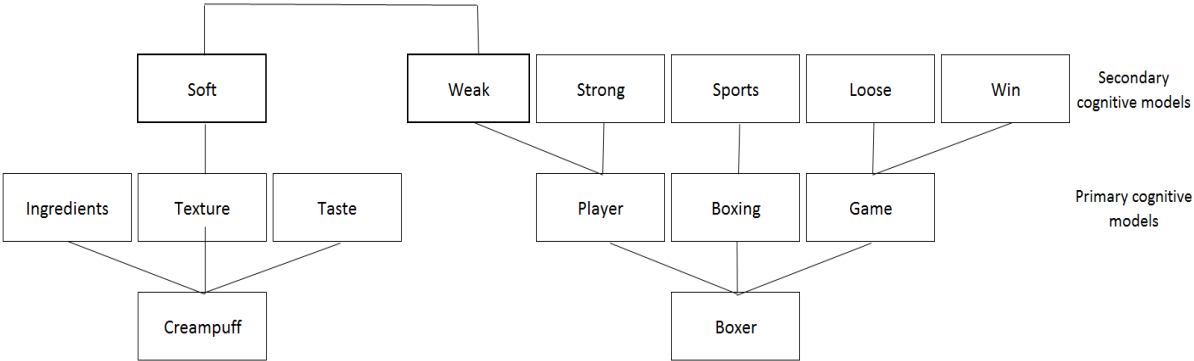 Soft
Weak
Strong
Sports
Loose
Win
Secondary
cognitive models
Ingredients
Texture
Taste
Player
Boxing
Game
Primary cognitive
models
Creampuff
Boxer